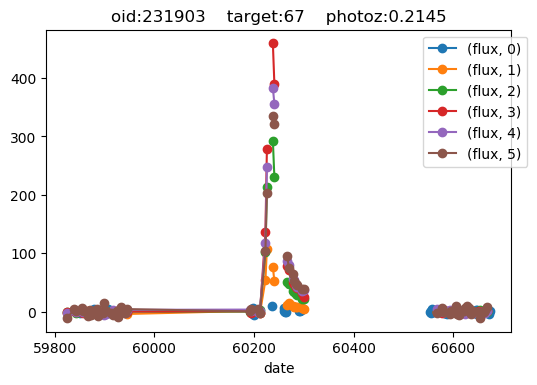 oid:231903 target:67 photoz:0.2145
(flux, 0)
(flux, 1)
(flux, 2)
(flux, 3)
(flux, 4)
(flux, 5)
400
300
200
100
0
59800 60000 60200 60400 60600
date